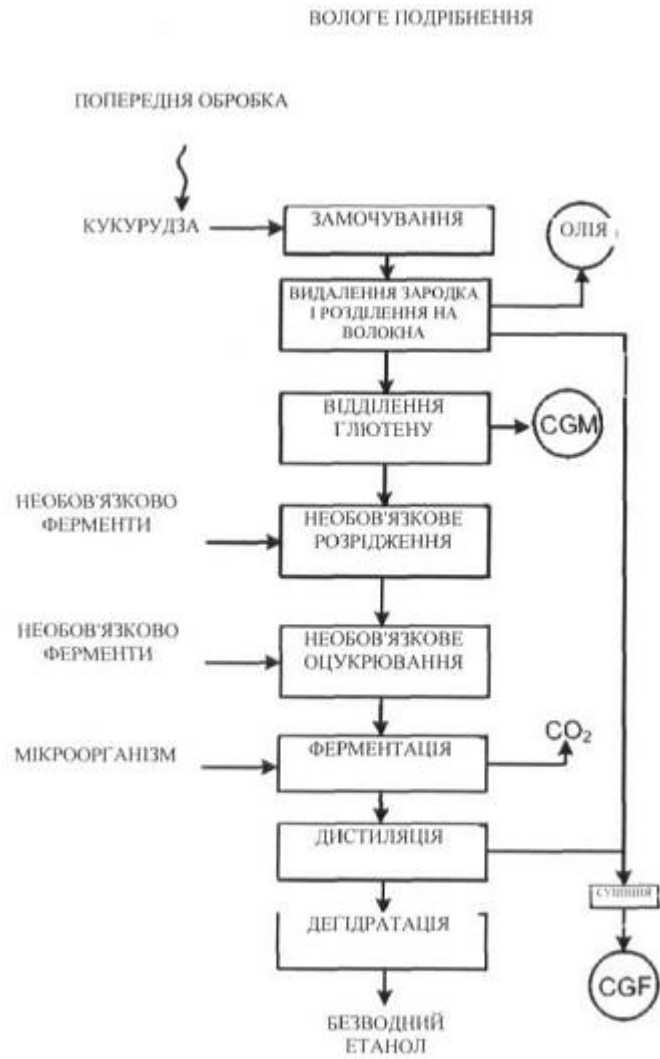 ВОЛОГЕ ПОДРІБНЕННЯ
ПОПЕРЕДНЯ ОБРОБКА
КУКУРУДЗА
ЗАМОЧУВАННЯ
ОЛІЯ
ВИДАЛЕННЯ ЗАРОДКА
І РОЗДІЛЕННЯ НА
ВОЛОКНА
ВІДДІЛЕННЯ
ГЛЮТЕНУ
CGM
НЕОБОВ'ЯЗКОВО
ФЕРМЕНТИ
НЕОБОВ'ЯЗКОВЕ
РОЗРІДЖЕННЯ
НЕОБОВ'ЯЗКОВО
ФЕРМЕНТИ
НЕОБОВ'ЯЗКОВЕ
ОЦУКРЮВАННЯ
CO₂
МІКРООРГАНІЗМ
ФЕРМЕНТАЦІЯ
ДИСТИЛЯЦІЯ
ДЕГІДРАТАЦІЯ
CGF
БЕЗВОДНИЙ
ЕТАНОЛ